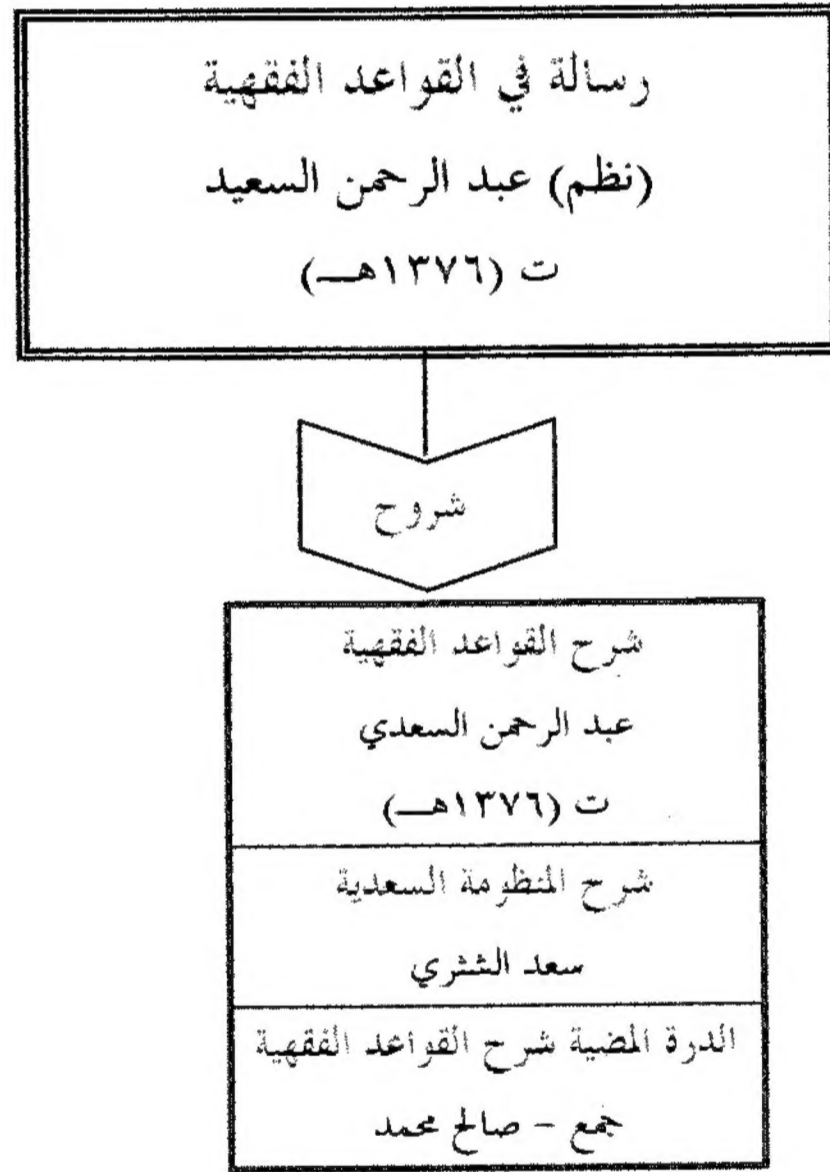 رسالة في القواعد الفقهية
(نظم) عبد الرحمن السعيد
ت (١٣٧٦هـ)
شروح
شرح القواعد الفقهية
عبد الرحمن السعدي
ت (١٣٧٦هـ)
شرح المنظومة السعدية
سعد الشثري
الدرة المضية شرح القواعد الفقهية
جمع - صالح محمد